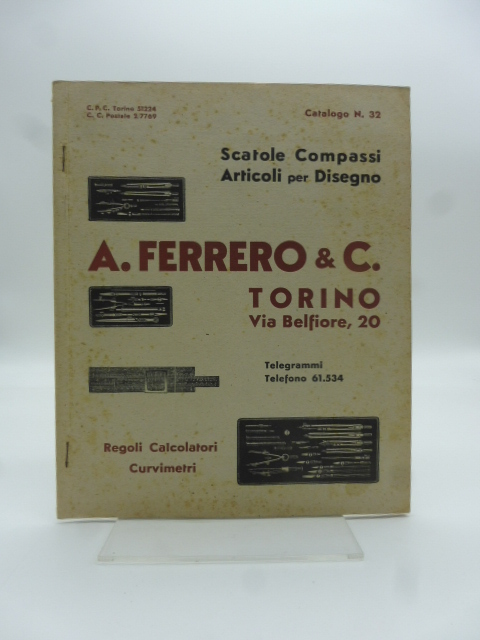 C. P. C. Torino 51224
C. C. Postale 2/7769
Catalogo N. 32
Scatole Compassi
Articoli per Disegno
A. FERRERO & C.
TORINO
Via Belfiore, 20
Telegrammi
Telefono 61.534
Regoli Calcolatori
Curvimetri